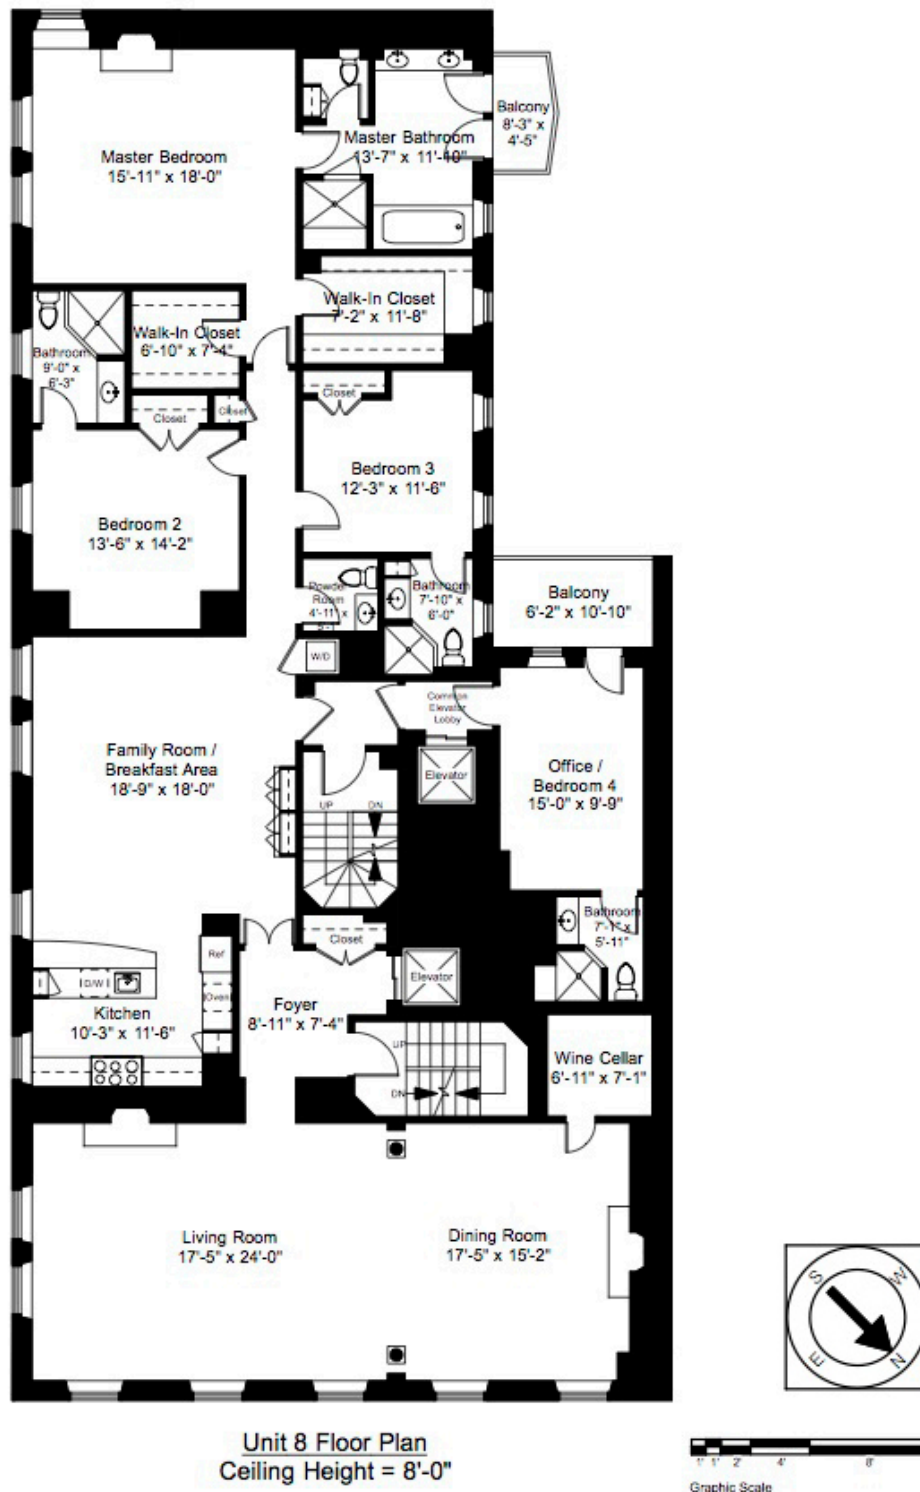 Master Bedroom
15'-11" x 18'-0"
Master Bathroom
13'-7" x 11'-10"
Balcony
8'-3" x
4'-5"
Walk-In Closet
7'-2" x 11'-8"
Walk-In Closet
6'-10" x 7'-4"
Bathroom
9'-0" x
6'-3"
Closet
Closet
Closet
Bedroom 3
12'-3" x 11'-6"
Bedroom 2
13'-6" x 14'-2"
Powder
Room
4'-11" x
Bathroom
7'-10" x
6'-0"
Balcony
6'-2" x 10'-10"
W/D
Common
Elevator
Lobby
Family Room /
Breakfast Area
18'-9" x 18'-0"
Elevator
Office /
Bedroom 4
15'-0" x 9'-9"
UP
DN
Bathroom
7'-1" x
5'-11"
Closet
Ref
Elevator
D/W
Oven
Foyer
8'-11" x 7'-4"
Kitchen
10'-3" x 11'-6"
UP
DN
Wine Cellar
6'-11" x 7'-1"
Living Room
17'-5" x 24'-0"
Dining Room
17'-5" x 15'-2"
S
W
E
N
Unit 8 Floor Plan
Ceiling Height = 8'-0"
1' 1' 2' 4' 8'
Graphic Scale